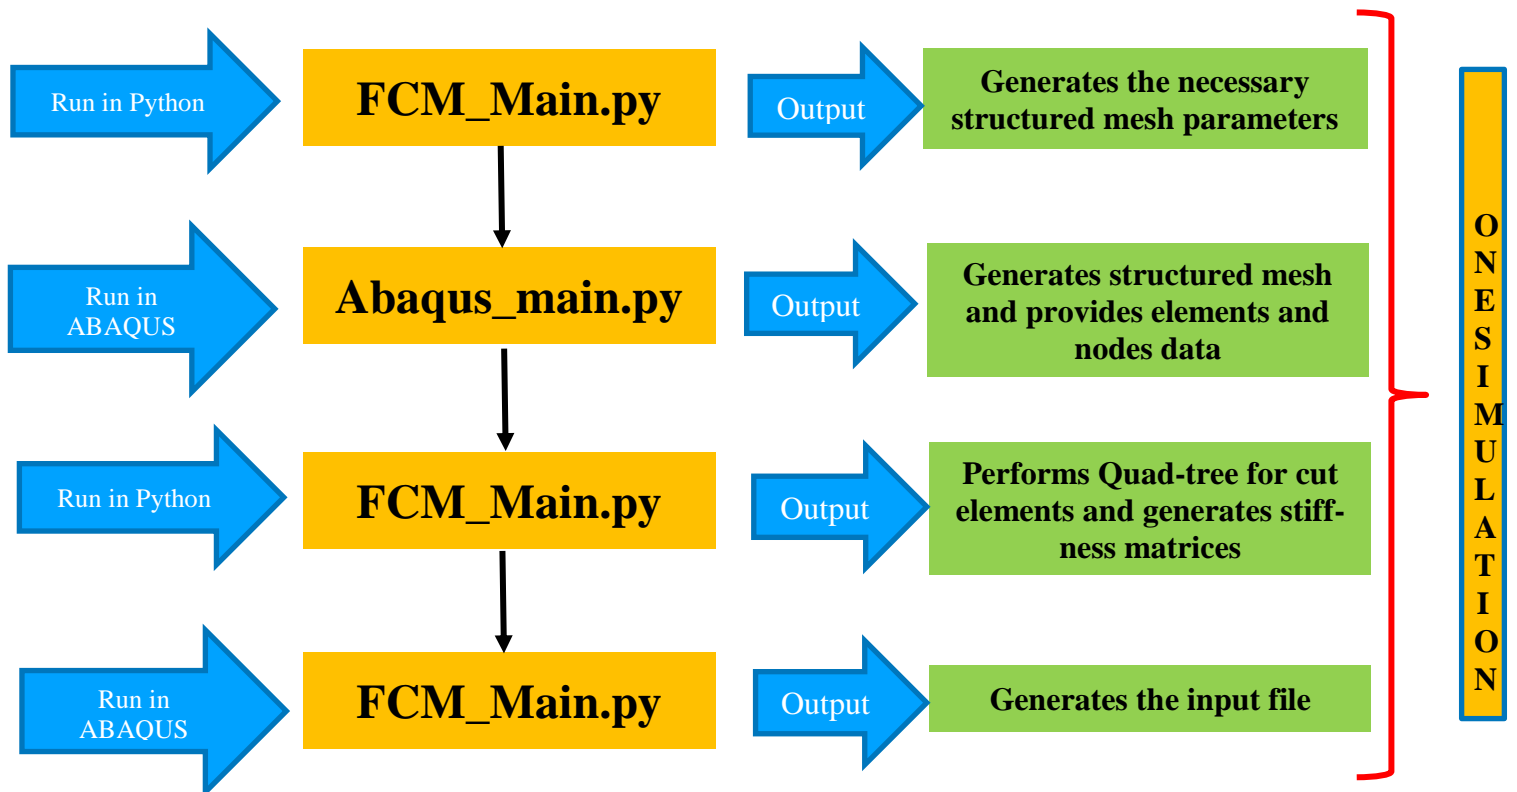 Run in Python
FCM_Main.py
Output
Generates the necessary
structured mesh parameters
Run in
ABAQUS
Abaqus_main.py
Output
Generates structured mesh
and provides elements and
nodes data
Run in Python
FCM_Main.py
Output
Performs Quad-tree for cut
elements and generates stiff-
ness matrices
Run in
ABAQUS
FCM_Main.py
Output
Generates the input file
O
N
E
S
I
M
U
L
A
T
I
O
N